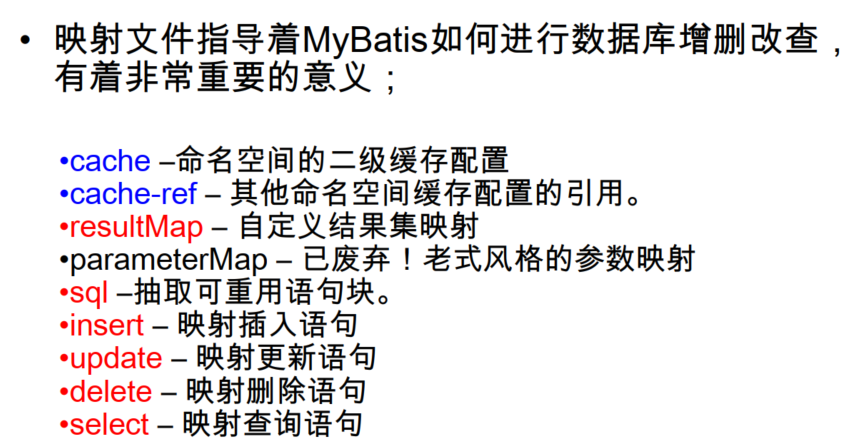 • 映射文件指导着MyBatis如何进行数据库增删改查，
有着非常重要的意义；
•cache –命名空间的二级缓存配置
•cache-ref – 其他命名空间缓存配置的引用。
•resultMap – 自定义结果集映射
•parameterMap – 已废弃！老式风格的参数映射
•sql –抽取可重用语句块。
•insert – 映射插入语句
•update – 映射更新语句
•delete – 映射删除语句
•select – 映射查询语句